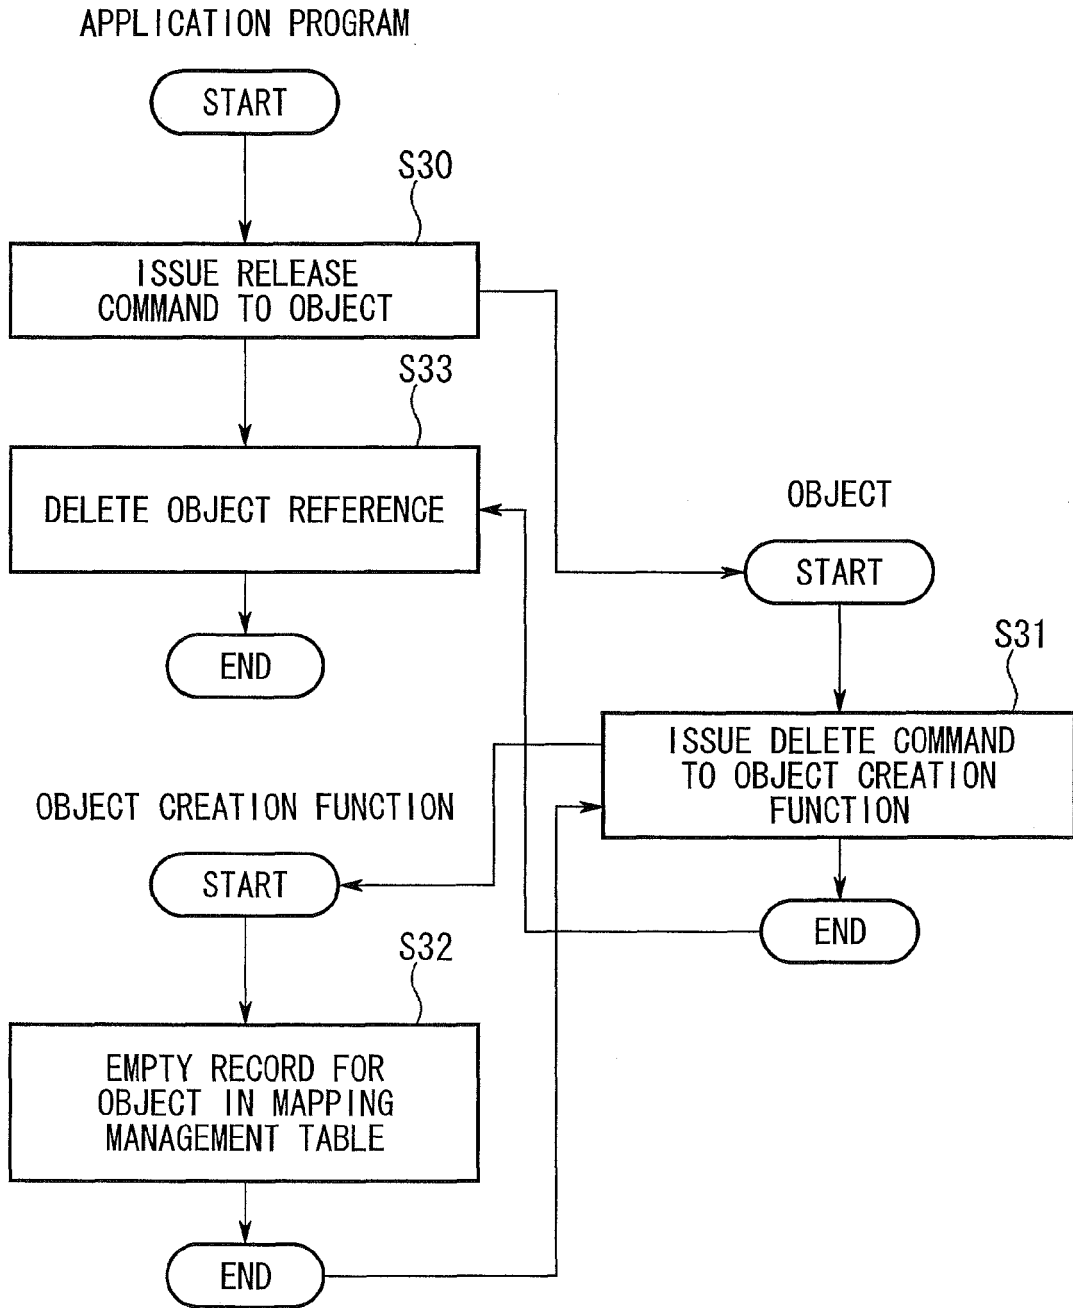 APPLICATION PROGRAM
START
S30
ISSUE RELEASE
COMMAND TO OBJECT
S33
DELETE OBJECT REFERENCE
END
OBJECT
START
S31
ISSUE DELETE COMMAND
TO OBJECT CREATION
FUNCTION
END
OBJECT CREATION FUNCTION
START
S32
EMPTY RECORD FOR
OBJECT IN MAPPING
MANAGEMENT TABLE
END